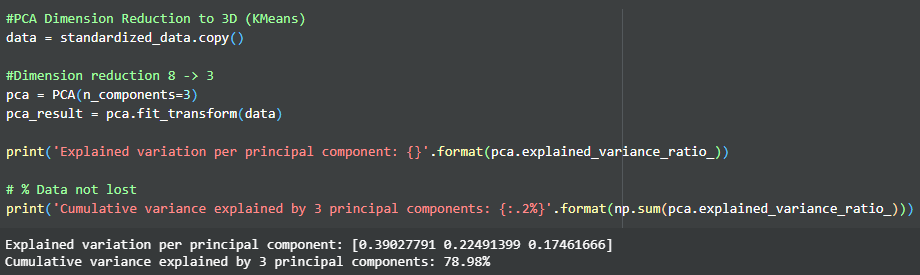 #PCA Dimension Reduction to 3D (KMeans)
data = standardized_data.copy()
#Dimension reduction 8 -> 3
pca = PCA(n_components=3)
pca_result = pca.fit_transform(data)
print('Explained variation per principal component: {}'.format(pca.explained_variance_ratio_))
# % Data not lost
print('Cumulative variance explained by 3 principal components: {:.2%}'.format(np.sum(pca.explained_variance_ratio_)))
Explained variation per principal component: [0.39027791 0.22491399 0.17461666]
Cumulative variance explained by 3 principal components: 78.98%